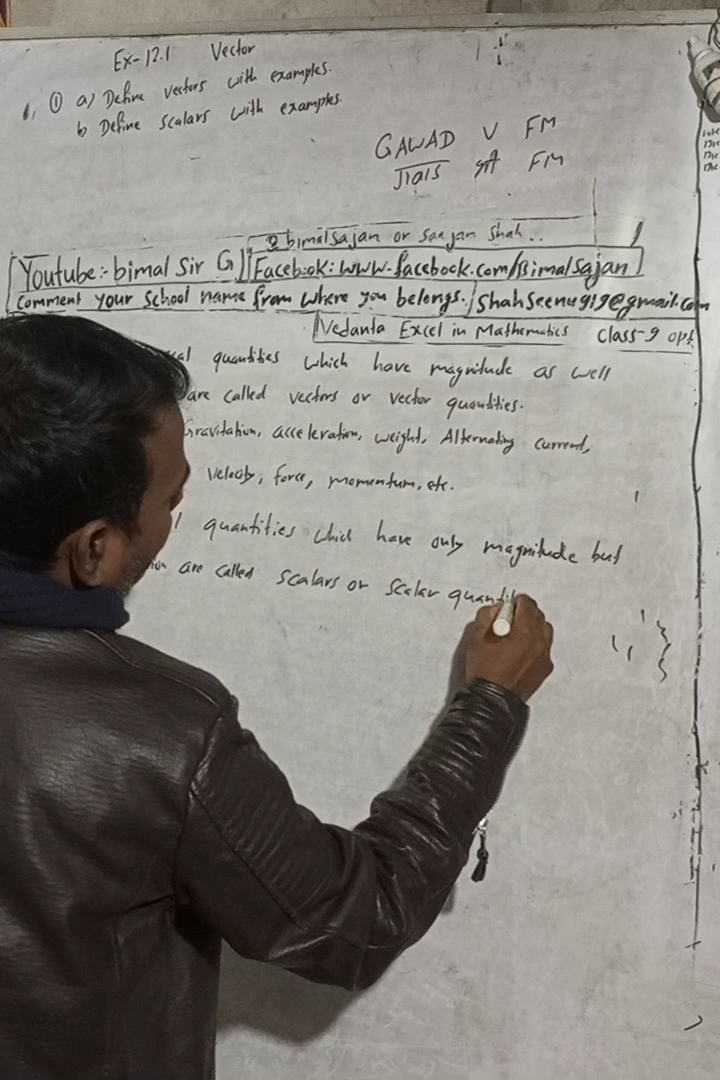 Ex-12.1 Vector
① a) Define vectors with examples.
b Define scalars with examples.
GAWAD V FM
गावाड भी FM
bimalsajan or Saajan Shah..
Youtube:- bimal Sir G
Facebook: www.facebook.com/Bimalsajan
Comment your School name from where you belongs.
Shahseenu919@gmail.com
Vedanta Excel in Mathematics Class-9 opt
quantities which have magnitude as well
are called vectors or vector quantities.
Gravitation, acceleration, weight, Alternating current,
Velocity, force, momentum, etc.
quantities which have only magnitude but
are called scalars or scalar quanti